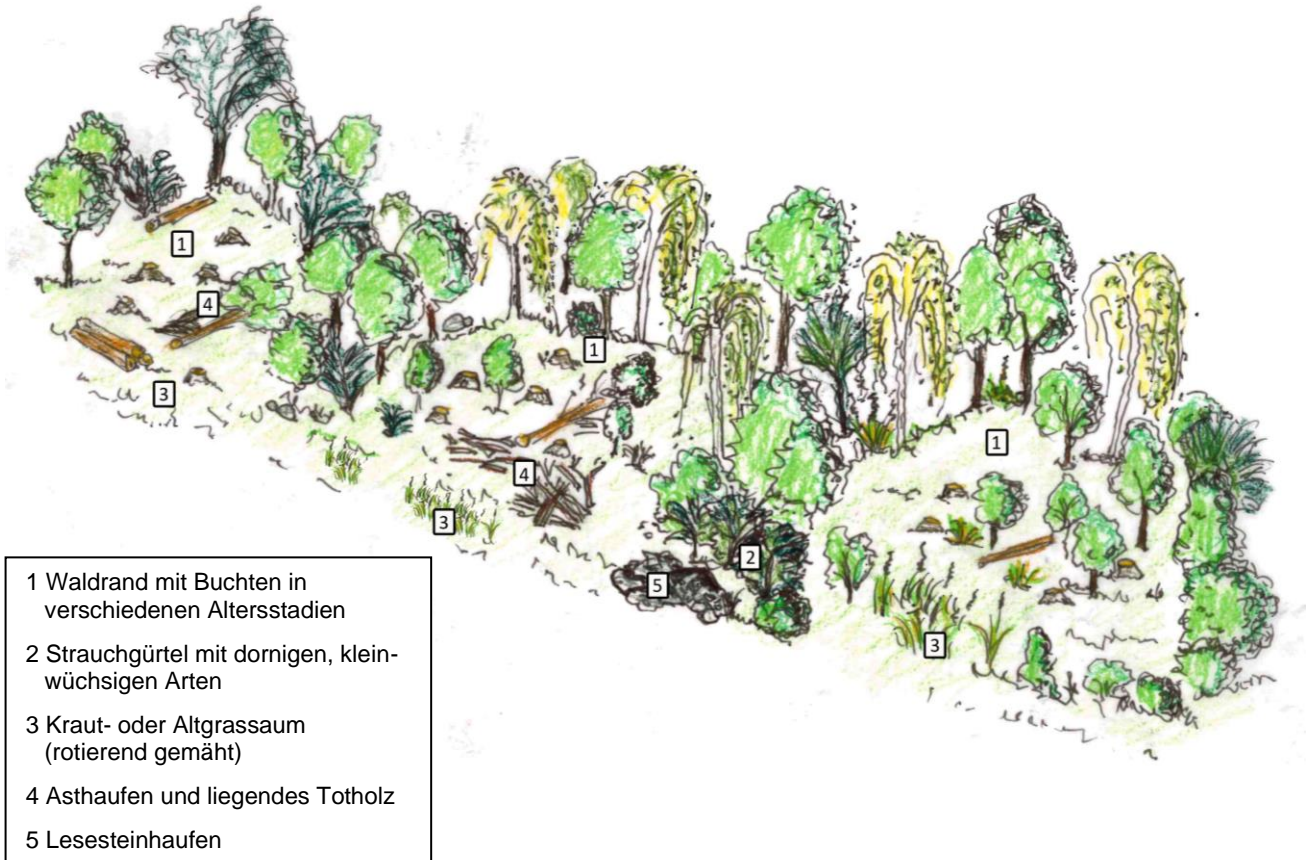 1
4
3
1
4
3
2
5
1
3
1 Waldrand mit Buchten in
verschiedenen Altersstadien
2 Strauchgürtel mit dornigen, klein-
wüchsigen Arten
3 Kraut- oder Altgrassaum
(rotierend gemäht)
4 Asthaufen und liegendes Totholz
5 Lesesteinhaufen